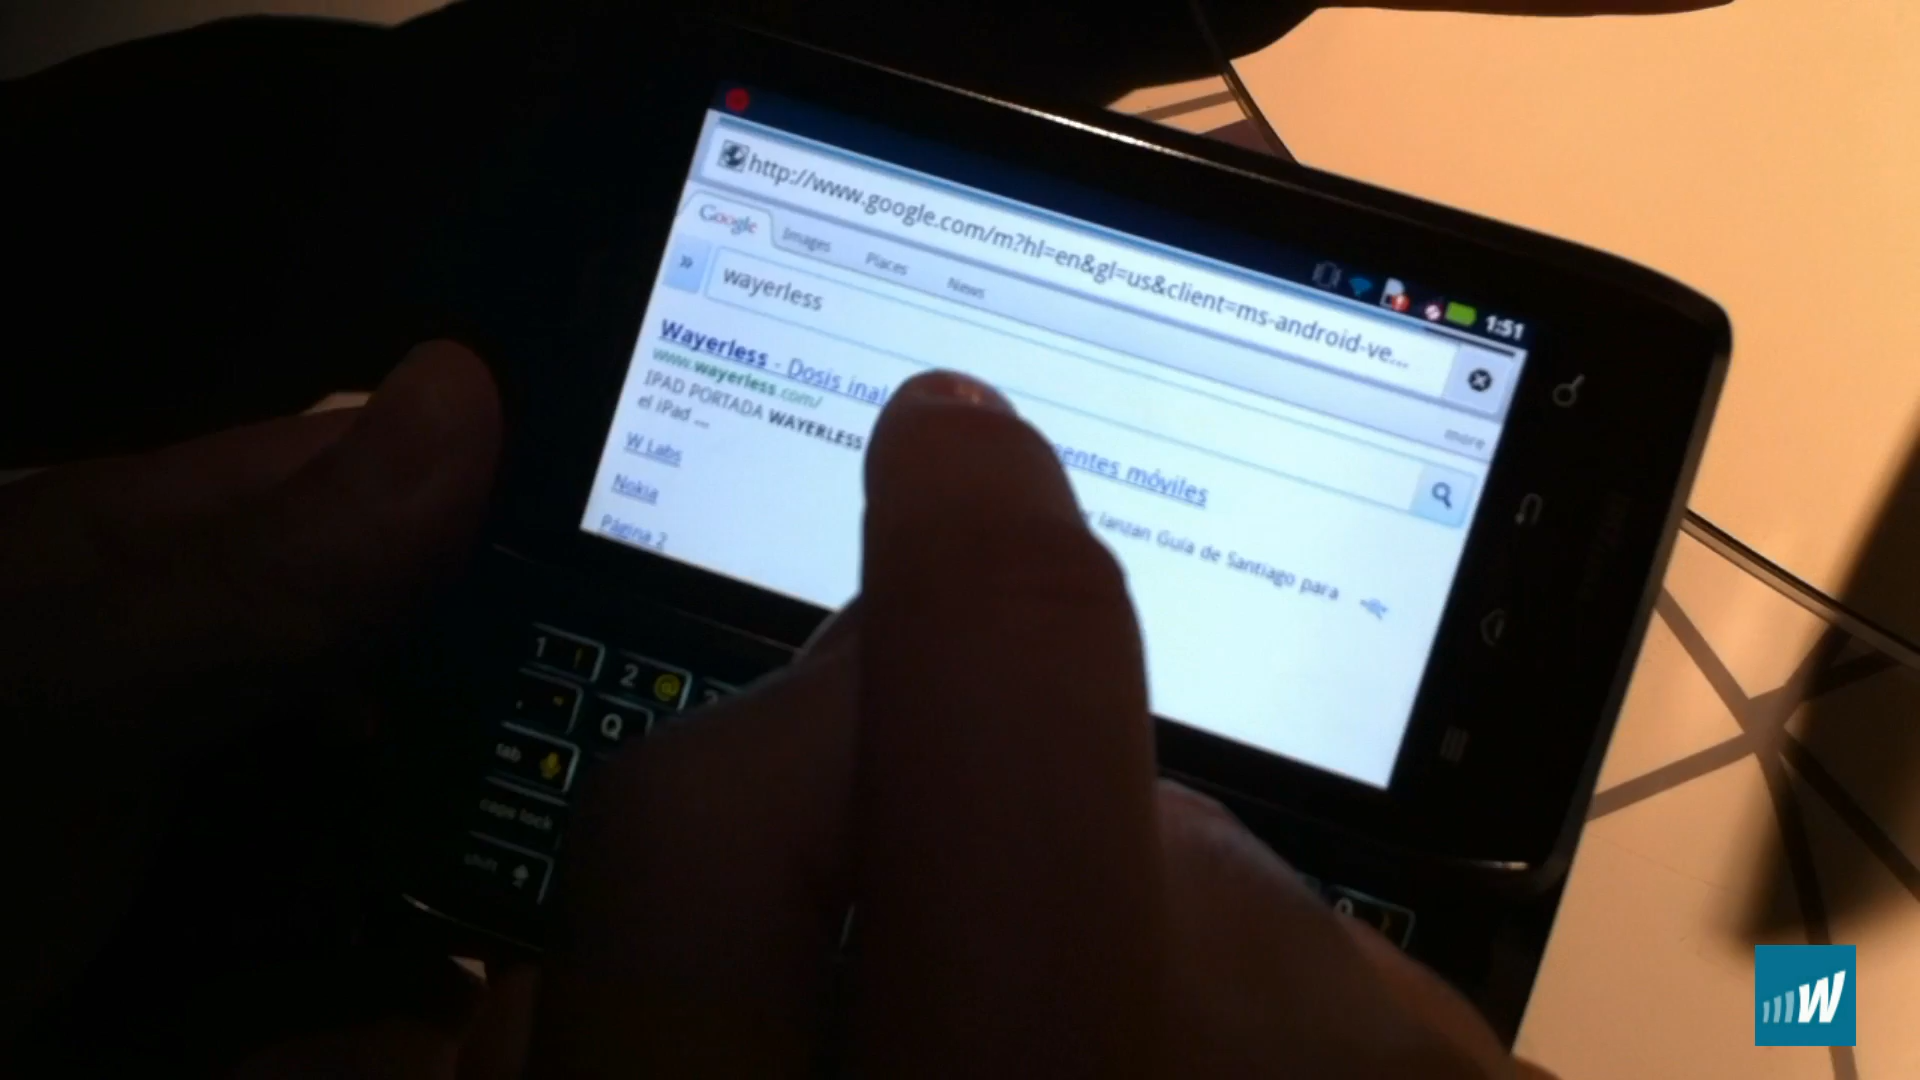 1:51
http://www.google.com/m?hl=en&gl=us&client=ms-android-ve...
Google Images Places News more
wayerless
Wayerless - Dosis inal entes móviles
www.wayerless.com/
IPAD PORTADA WAYERLESS lanzan Guía de Santiago para
el iPad ...
W Labs
Nokia
Página 2
1 !
2 @
Q
tab
caps lock
shift
W